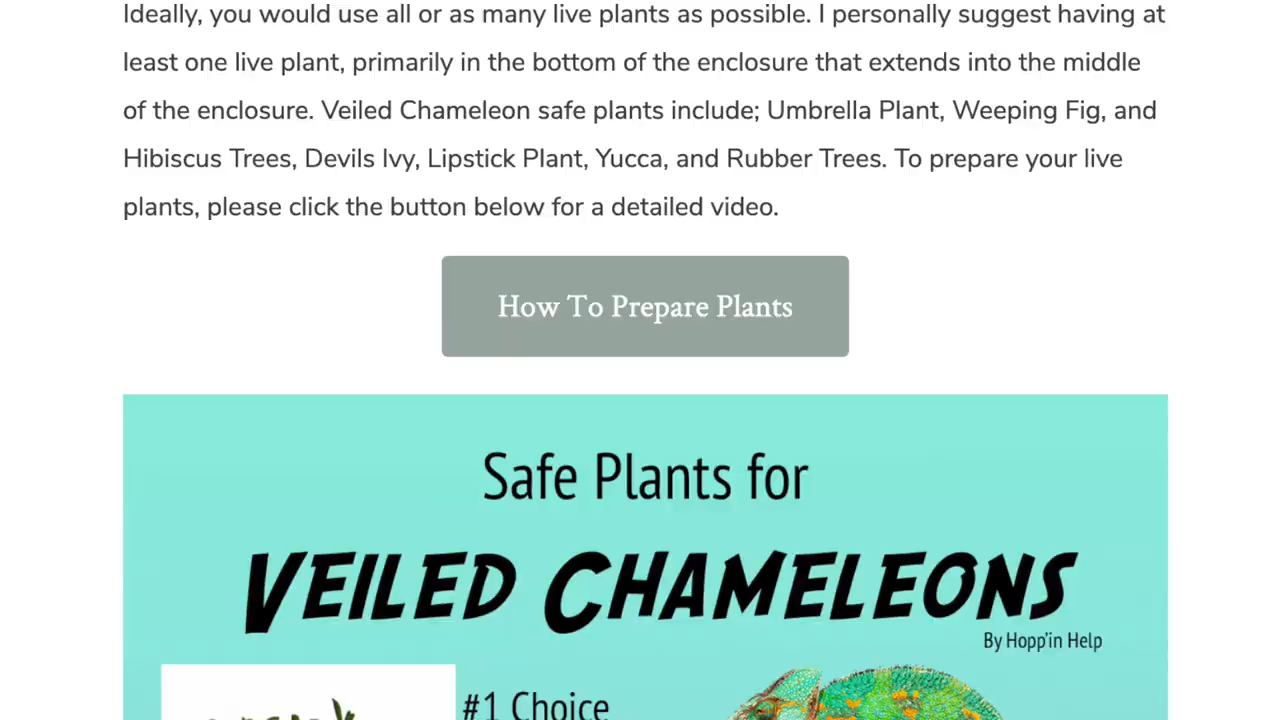 Ideally, you would use all or as many live plants as possible. I personally suggest having at
least one live plant, primarily in the bottom of the enclosure that extends into the middle
of the enclosure. Veiled Chameleon safe plants include; Umbrella Plant, Weeping Fig, and
Hibiscus Trees, Devils Ivy, Lipstick Plant, Yucca, and Rubber Trees. To prepare your live
plants, please click the button below for a detailed video.
How To Prepare Plants
Safe Plants for
VEILED CHAMELEONS
By Hopp'in Help
#1 Choice